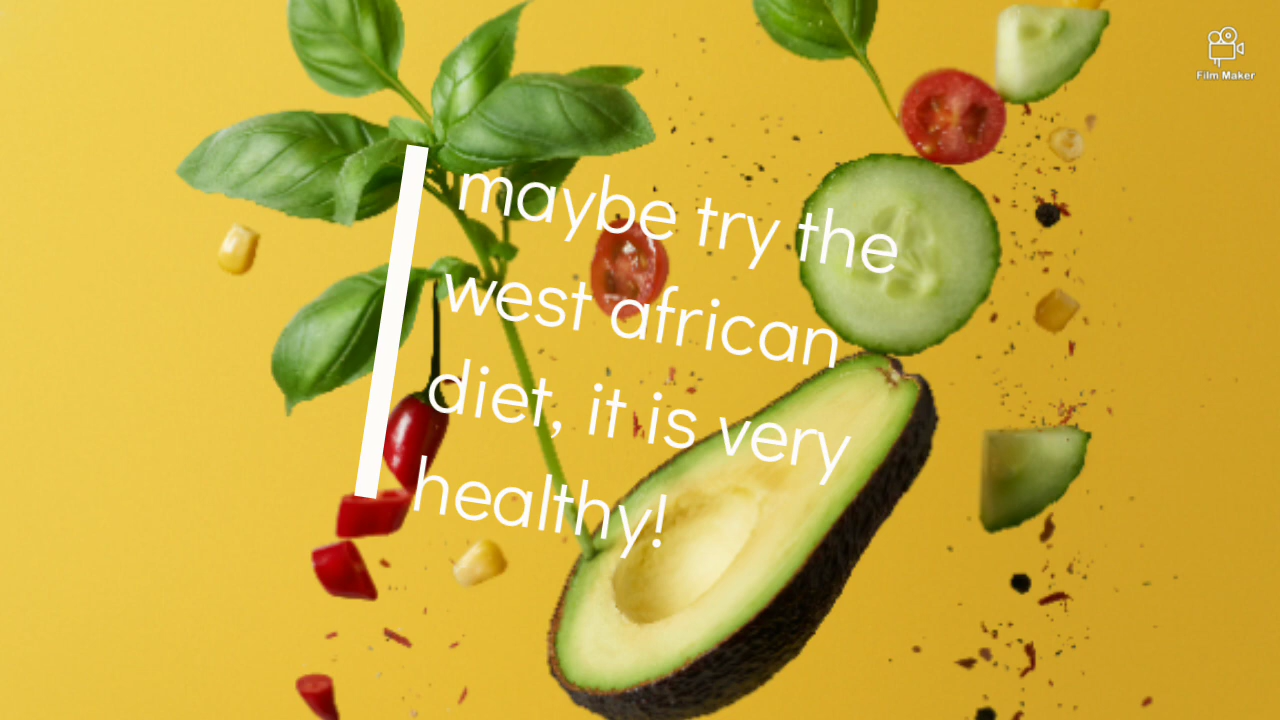 maybe try the
west african
diet, it is very
healthy!
Film Maker